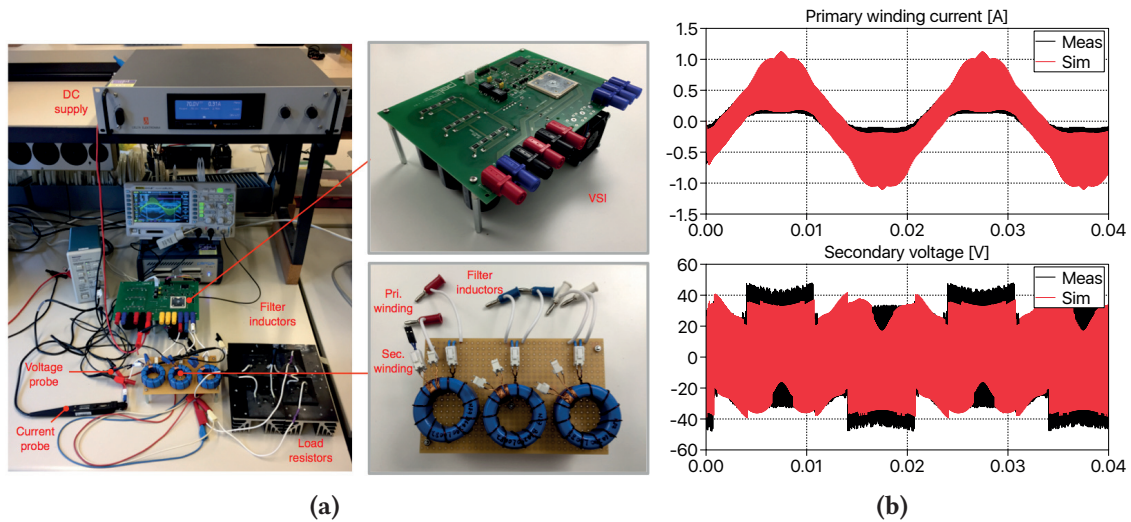 DC
supply
Filter
inductors
Voltage
probe
Current
probe
Load
resistors
VSI
Pri.
winding
Filter
inductors
Sec.
winding
(a)
(b)
Primary winding current [A]
Meas
Sim
1.5
1.0
0.5
0.0
-0.5
-1.0
-1.5
0.00 0.01 0.02 0.03 0.04
Secondary voltage [V]
Meas
Sim
60
40
20
0
-20
-40
-60
0.00 0.01 0.02 0.03 0.04